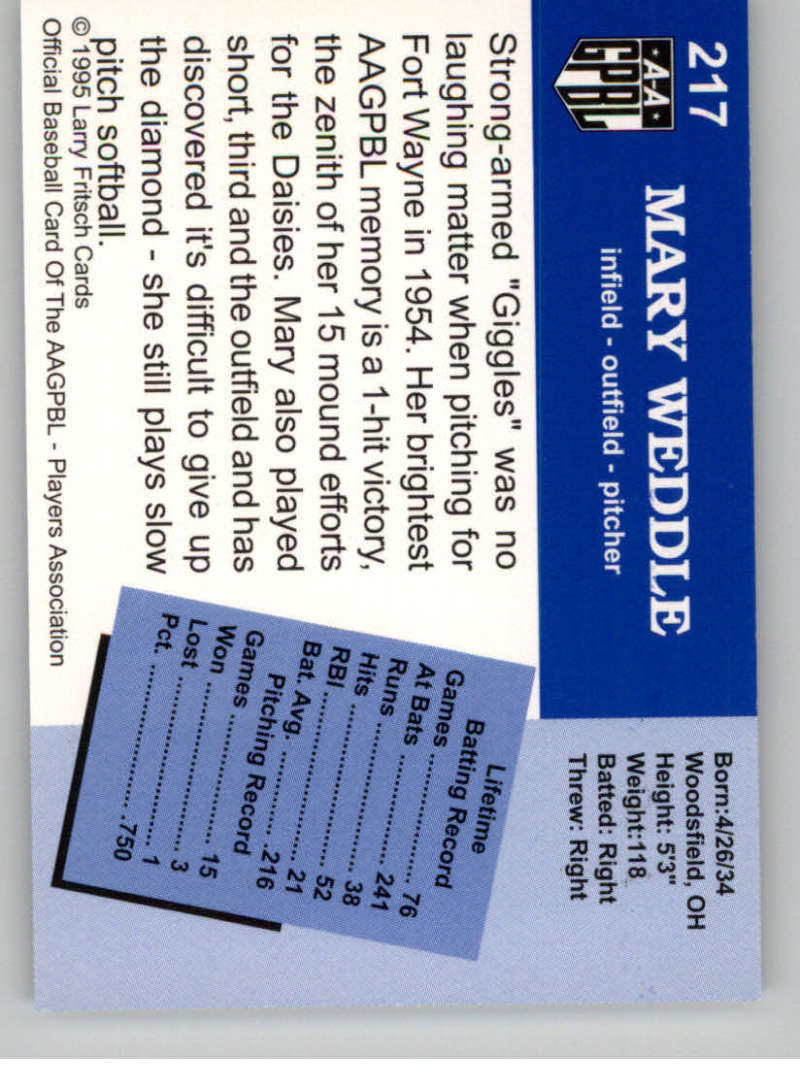 217
·A-A·
GPBL
MARY WEDDLE
infield - outfield - pitcher
Born:4/26/34
Woodsfield, OH
Height: 5'3"
Weight:118
Batted: Right
Threw: Right
Strong-armed "Giggles" was no
laughing matter when pitching for
Fort Wayne in 1954. Her brightest
AAGPBL memory is a 1-hit victory,
the zenith of her 15 mound efforts
for the Daisies. Mary also played
short, third and the outfield and has
discovered it's difficult to give up
the diamond - she still plays slow
pitch softball.
© 1995 Larry Fritsch Cards
Official Baseball Card Of The AAGPBL - Players Association
Lifetime
Batting Record
Games .................... 76
At Bats .................... 241
Runs .................... 38
Hits .................... 52
RBI .................... 21
Bat. Avg. .................... .216
Pitching Record
Games .................... 15
Won .................... 3
Lost .................... 1
Pct. .................... .750